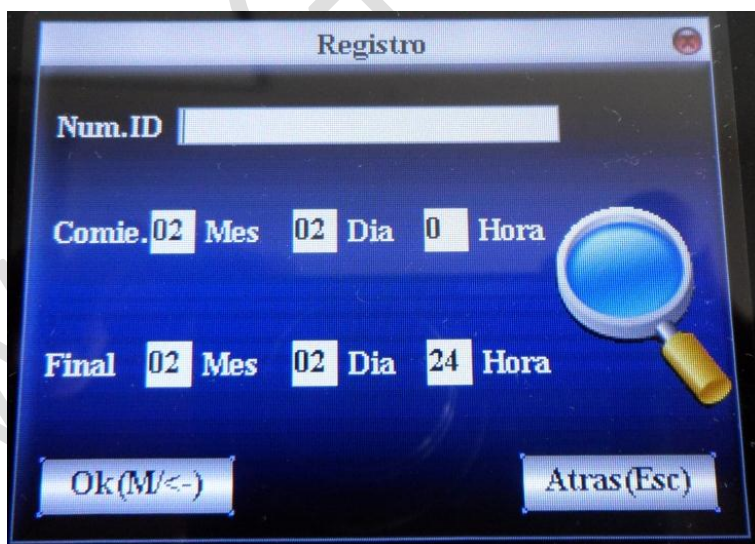 Registro
Num.ID
Comie. 02 Mes 02 Dia 0 Hora
Final 02 Mes 02 Dia 24 Hora
Ok(M/<-) Atras(Esc)